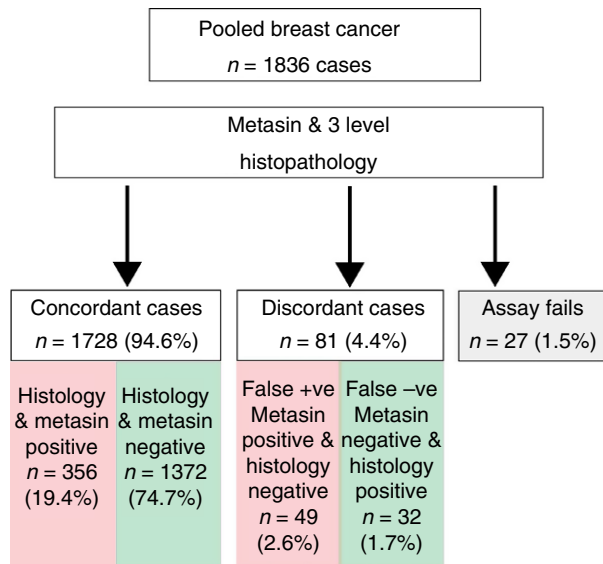 Pooled breast cancer
n = 1836 cases
Metasin & 3 level
histopathology
Concordant cases
n = 1728 (94.6%)
Discordant cases
n = 81 (4.4%)
Assay fails
n = 27 (1.5%)
Histology
& metasin
positive
n = 356
(19.4%)
Histology
& metasin
negative
n = 1372
(74.7%)
False +ve
Metasin
positive &
histology
negative
n = 49
(2.6%)
False –ve
Metasin
negative &
histology
positive
n = 32
(1.7%)